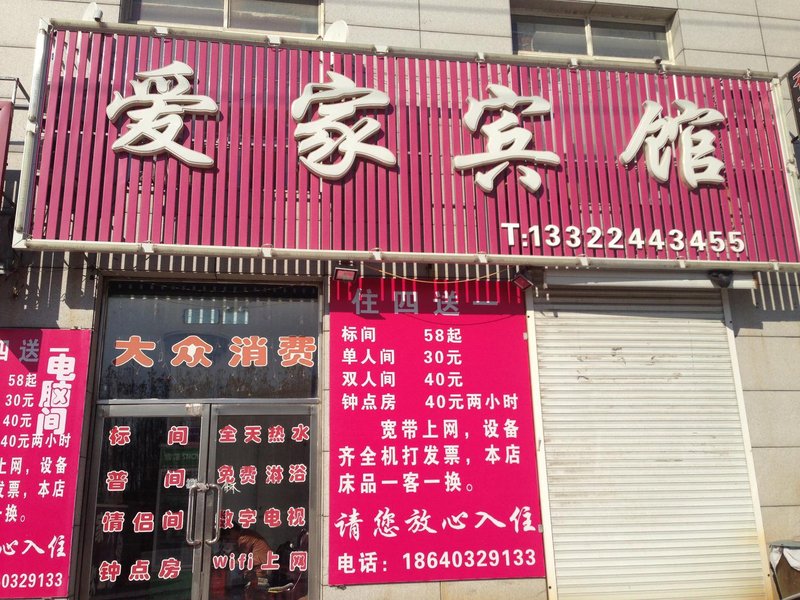 爱家宾馆
T:13322443455
四送一
58起
30元
40元
40元两小时
上网，设备
发票，本店
一换。
心入住
640329133
电脑间
大众消费
标间 全天热水
普间 免费淋浴
情侣间 数字电视
钟点房 wifi上网
住四送一
标间 58起
单人间 30元
双人间 40元
钟点房 40元两小时
宽带上网，设备
齐全机打发票，本店
床品一客一换。
请您放心入住
电话：18640329133